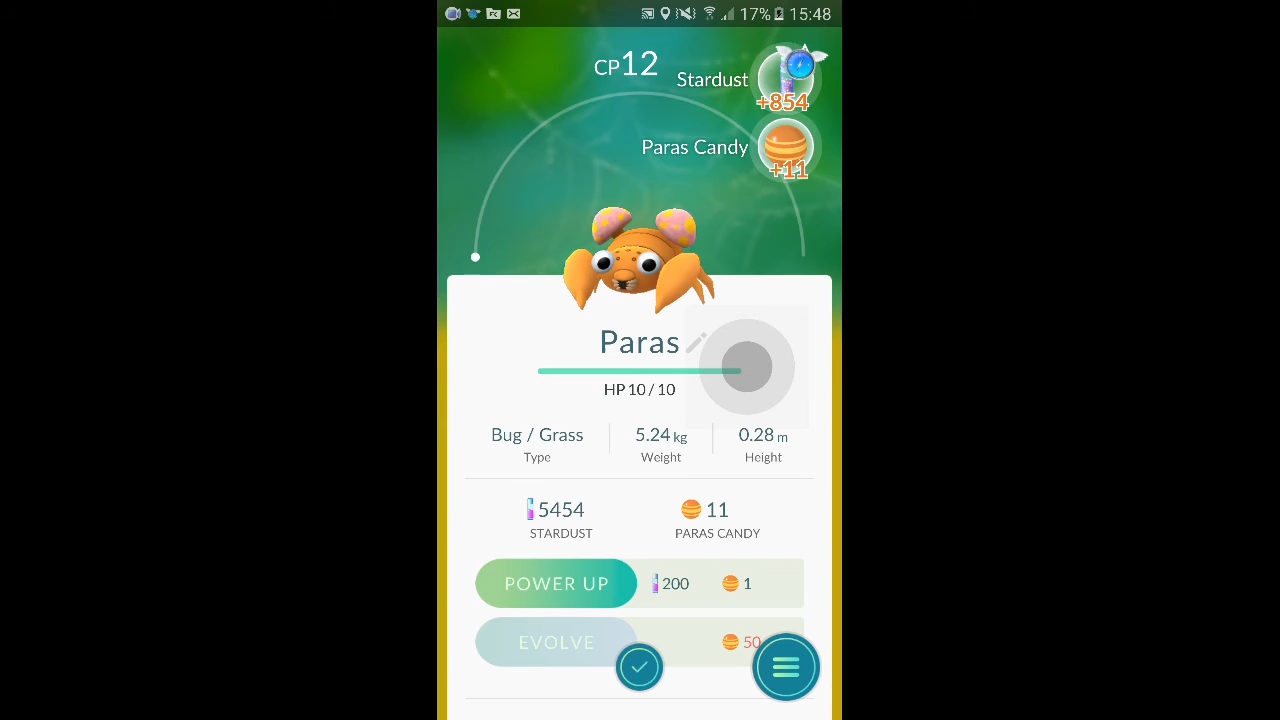 17% 15:48
CP12
Stardust
+854
Paras Candy
+11
Paras
HP 10 / 10
Bug / Grass 5.24 kg 0.28 m
Type Weight Height
5454 11
STARDUST PARAS CANDY
POWER UP 200 1
EVOLVE 50